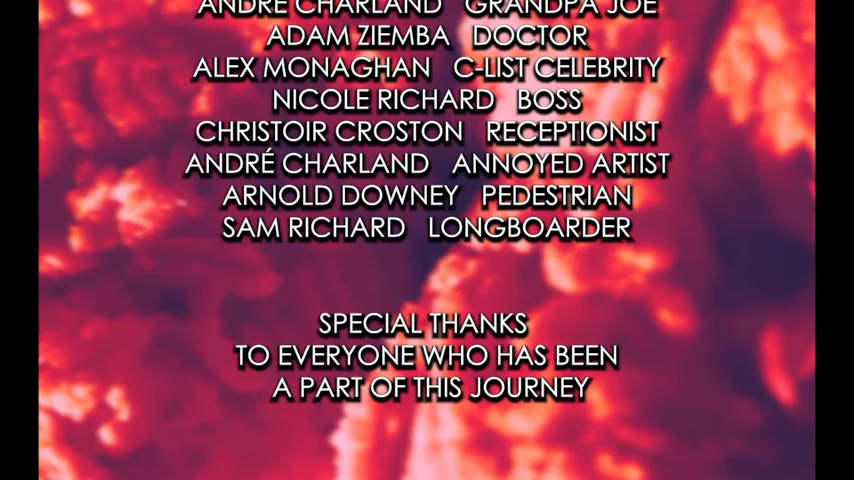 ANDRÉ CHARLAND GRANDPA JOE
ADAM ZIEMBA DOCTOR
ALEX MONAGHAN C-LIST CELEBRITY
NICOLE RICHARD BOSS
CHRISTOIR CROSTON RECEPTIONIST
ANDRÉ CHARLAND ANNOYED ARTIST
ARNOLD DOWNEY PEDESTRIAN
SAM RICHARD LONGBOARDER
SPECIAL THANKS
TO EVERYONE WHO HAS BEEN
A PART OF THIS JOURNEY